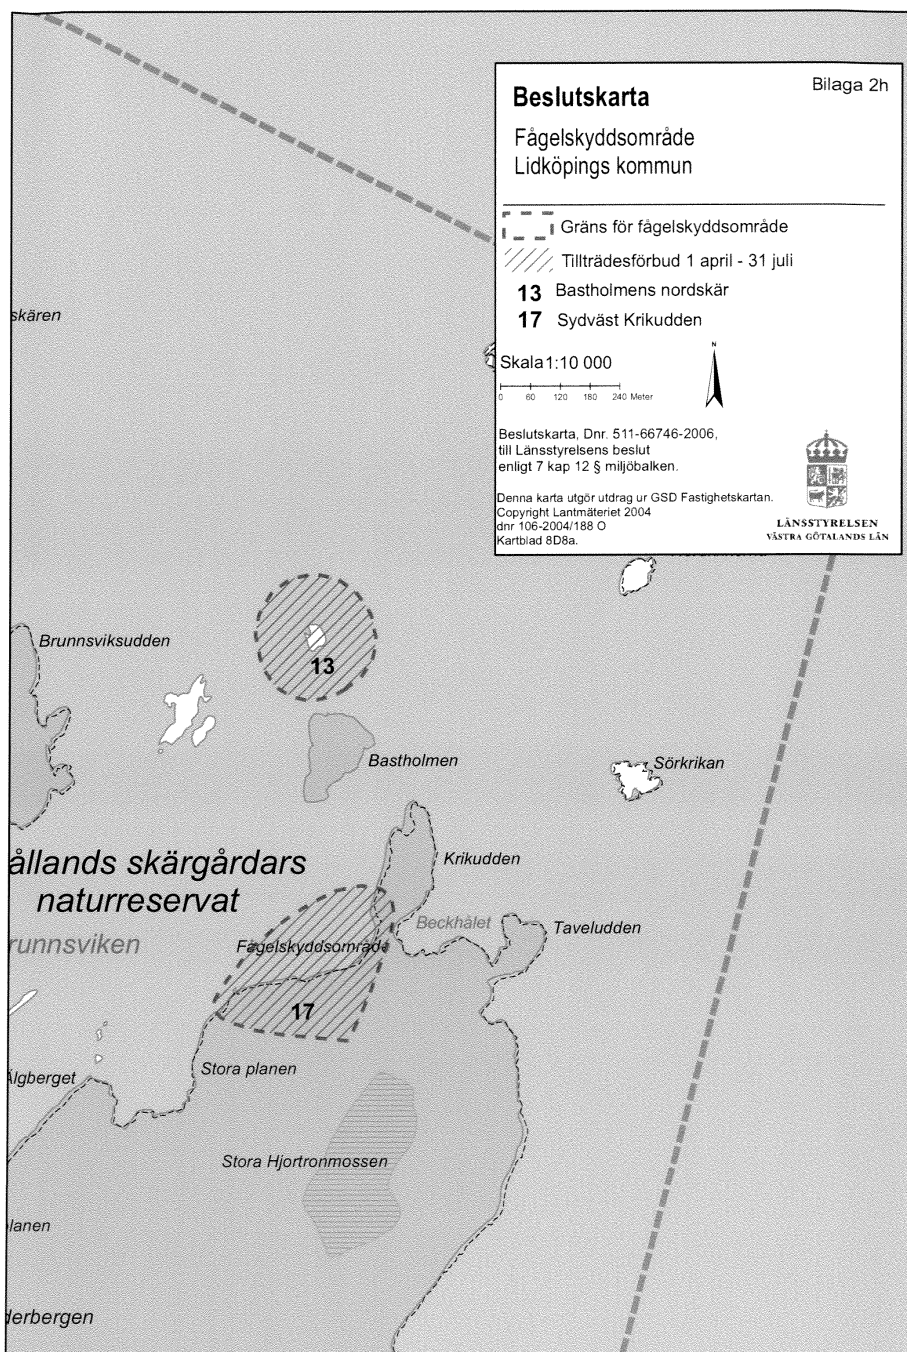 Beslutskarta
Bilaga 2h
Fågelskyddsområde
Lidköpings kommun
Gräns för fågelskyddsområde
Tillträdesförbud 1 april - 31 juli
13 Bastholmens nordskär
17 Sydväst Krikudden
Skala1:10 000
N
0 60 120 180 240 Meter
Beslutskarta, Dnr. 511-66746-2006,
till Länsstyrelsens beslut
enligt 7 kap 12 § miljöbalken.
Denna karta utgör utdrag ur GSD Fastighetskartan.
Copyright Lantmäteriet 2004
dnr 106-2004/188 O
Kartblad 8D8a.
LÄNSSTYRELSEN
VÄSTRA GÖTALANDS LÄN
skären
Brunnsviksudden
13
Bastholmen
Sörkrikan
Krikudden
ållands skärgårdars
naturreservat
Beckhålet
Taveludden
runnsviken
Fågelskyddsområde
17
Stora planen
Älgberget
Stora Hjortronmossen
planen
derbergen